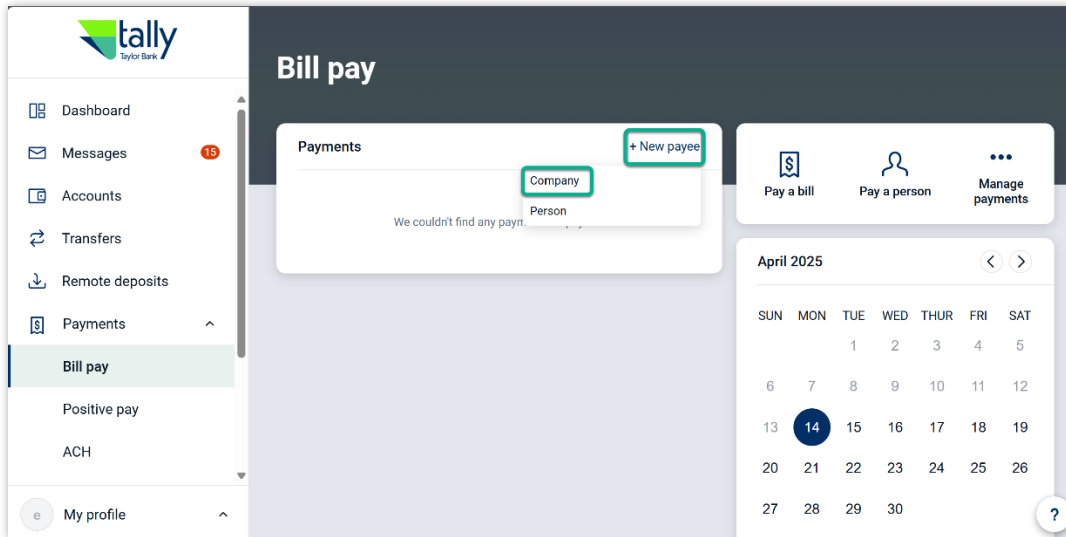 tally
Taylor Bank
Dashboard
Messages 15
Accounts
Transfers
Remote deposits
Payments
Bill pay
Positive pay
ACH
e My profile
Bill pay
Payments + New payee
Company
Person
We couldn't find any
Pay a bill
Pay a person
Manage
payments
April 2025
SUN MON TUE WED THUR FRI SAT
1 2 3 4 5
6 7 8 9 10 11 12
13 14 15 16 17 18 19
20 21 22 23 24 25 26
27 28 29 30
?